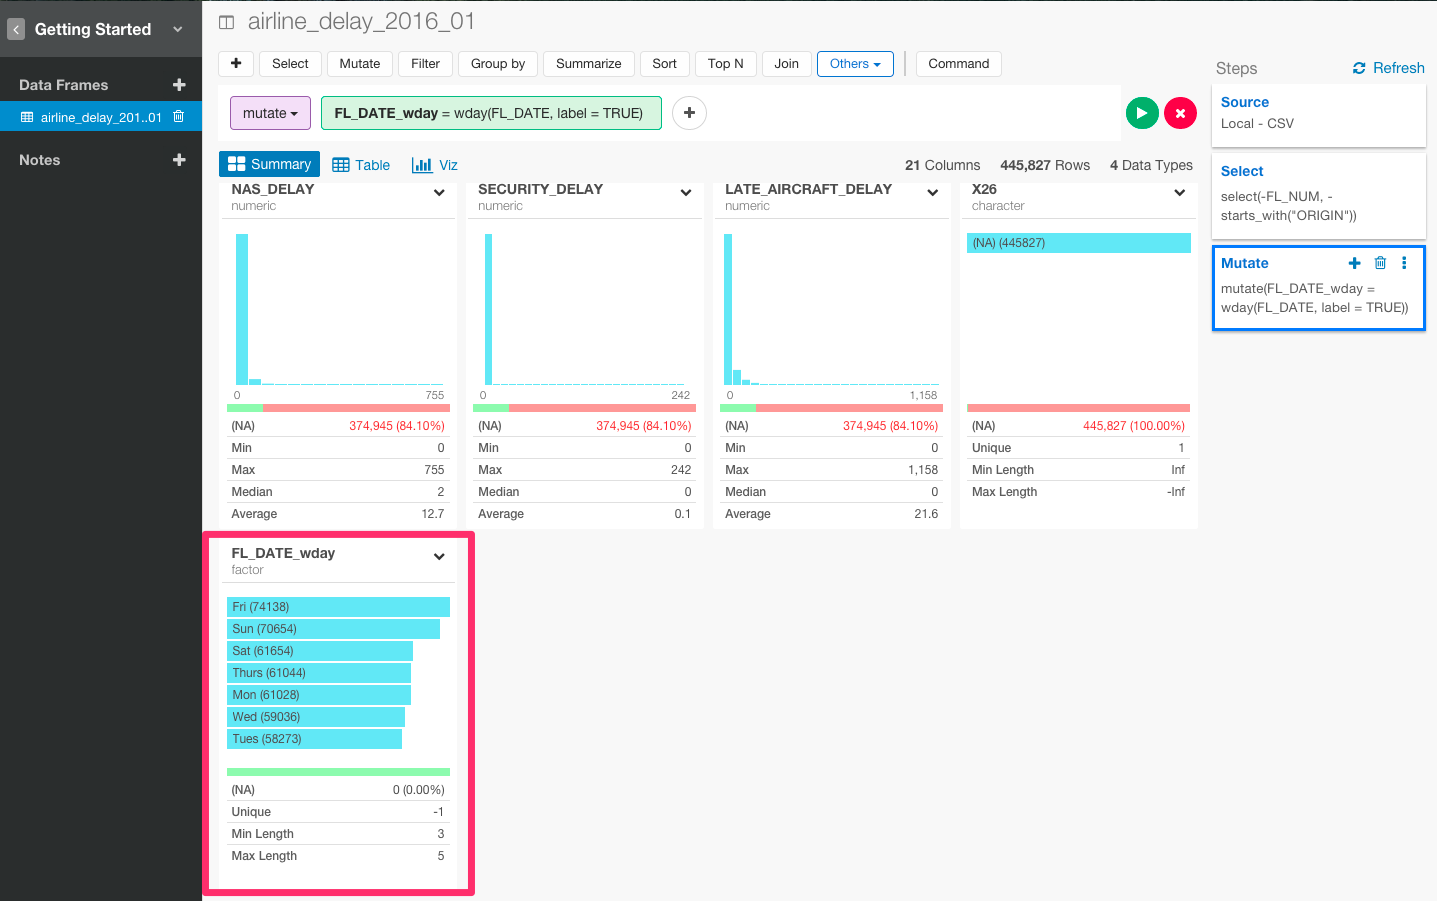 Getting Started
airline_delay_2016_01
Select
Mutate
Filter
Group by
Summarize
Sort
Top N
Join
Others
Command
Data Frames
airline_delay_201..01
Notes
mutate
FL_DATE_wday = wday(FL_DATE, label = TRUE)
Summary
Table
Viz
21 Columns
445,827 Rows
4 Data Types
NAS_DELAY
numeric
0
755
(NA) 374,945 (84.10%)
Min 0
Max 755
Median 2
Average 12.7
SECURITY_DELAY
numeric
0
242
(NA) 374,945 (84.10%)
Min 0
Max 242
Median 0
Average 0.1
LATE_AIRCRAFT_DELAY
numeric
0
1,158
(NA) 374,945 (84.10%)
Min 0
Max 1,158
Median 0
Average 21.6
X26
character
(NA) (445827)
(NA) 445,827 (100.00%)
Unique 1
Min Length Inf
Max Length -Inf
FL_DATE_wday
factor
Fri (74138)
Sun (70654)
Sat (61654)
Thurs (61044)
Mon (61028)
Wed (59036)
Tues (58273)
(NA) 0 (0.00%)
Unique -1
Min Length 3
Max Length 5
Steps
Refresh
Source
Local - CSV
Select
select(-FL_NUM, -
starts_with("ORIGIN"))
Mutate
mutate(FL_DATE_wday =
wday(FL_DATE, label = TRUE))